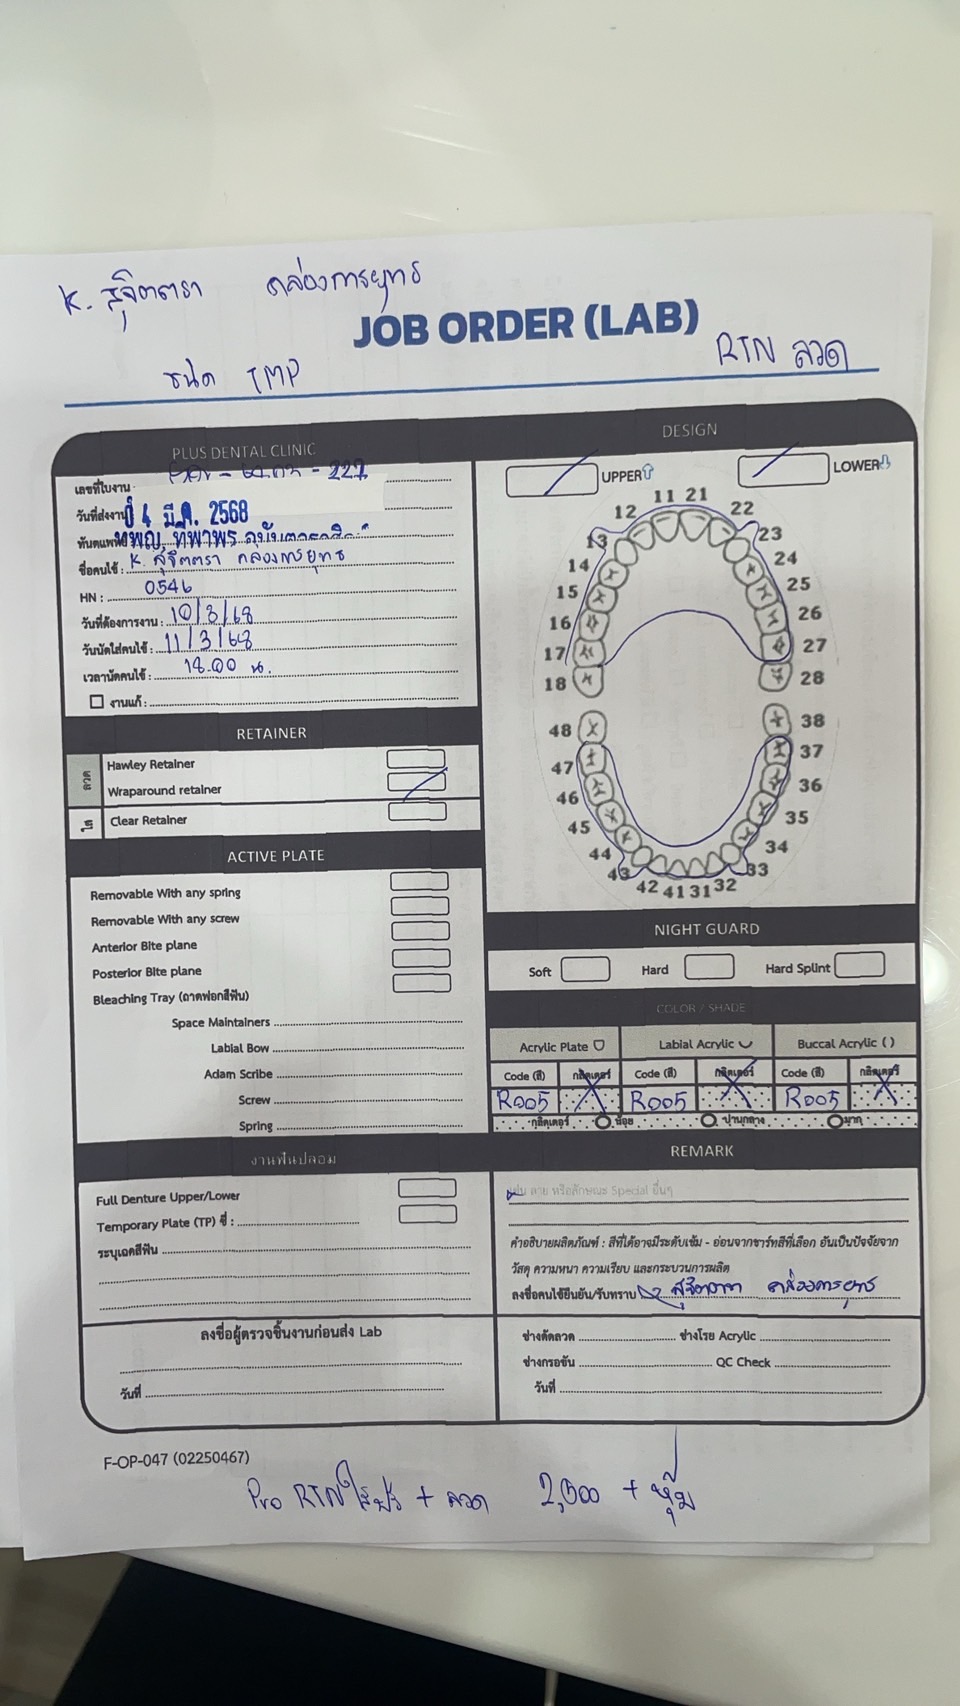 K. สุจิตตรา คล่องการยุทธ
JOB ORDER (LAB)
ชนิด TMP
RTN ลวด
PLUS DENTAL CLINIC
เลขที่ใบงาน : - 227
วันที่ส่งงาน 4 มี.ค. 2568
ทันตแพทย์ ทพญ. ทิพาพร
ชื่อคนไข้ : K. สุจิตตรา คล่องการยุทธ
HN : 0546
วันที่ต้องการงาน : 10/3/68
วันนัดใส่คนไข้ : 11/3/68
เวลานัดคนไข้ : 18.00 น.
งานแก้ :
RETAINER
ลวด
Hawley Retainer
Wraparound retainer
ใส
Clear Retainer
ACTIVE PLATE
Removable With any spring
Removable With any screw
Anterior Bite plane
Posterior Bite plane
Bleaching Tray (ถาดฟอกสีฟัน)
Space Maintainers
Labial Bow
Adam Scribe
Screw
Spring
งานฟันปลอม
Full Denture Upper/Lower
Temporary Plate (TP) ซี่ :
ระบุเฉดสีฟัน
ลงชื่อผู้ตรวจชิ้นงานก่อนส่ง Lab
วันที่
DESIGN
UPPER LOWER
11 21
12 22
13 23
14 24
15 25
16 26
17 27
18 28
48 38
47 37
46 36
45 35
44 34
43 33
42 41 31 32
NIGHT GUARD
Soft Hard Hard Splint
COLOR / SHADE
Acrylic Plate Labial Acrylic Buccal Acrylic ( )
Code (สี) กลิตเตอร์ Code (สี) กลิตเตอร์ Code (สี) กลิตเตอร์
R005 R005 R005
กลิตเตอร์ น้อย ปานกลาง มาก
REMARK
เช่น ลาย หรือลักษณะ Special อื่นๆ
คำอธิบายผลิตภัณฑ์ : สีที่ได้อาจมีระดับเข้ม - อ่อนจากชาร์ทสีที่เลือก อันเป็นปัจจัยจาก
วัสดุ ความหนา ความเรียบ และกระบวนการผลิต
ลงชื่อคนไข้ยืนยัน/รับทราบ สุจิตตรา คล่องการยุทธ
ช่างดัดลวด ช่างโรย Acrylic
ช่างกรอขัน QC Check
วันที่
F-OP-047 (02250467)
Pro RTN ใส + ลวด 2,500 + หุ้ม